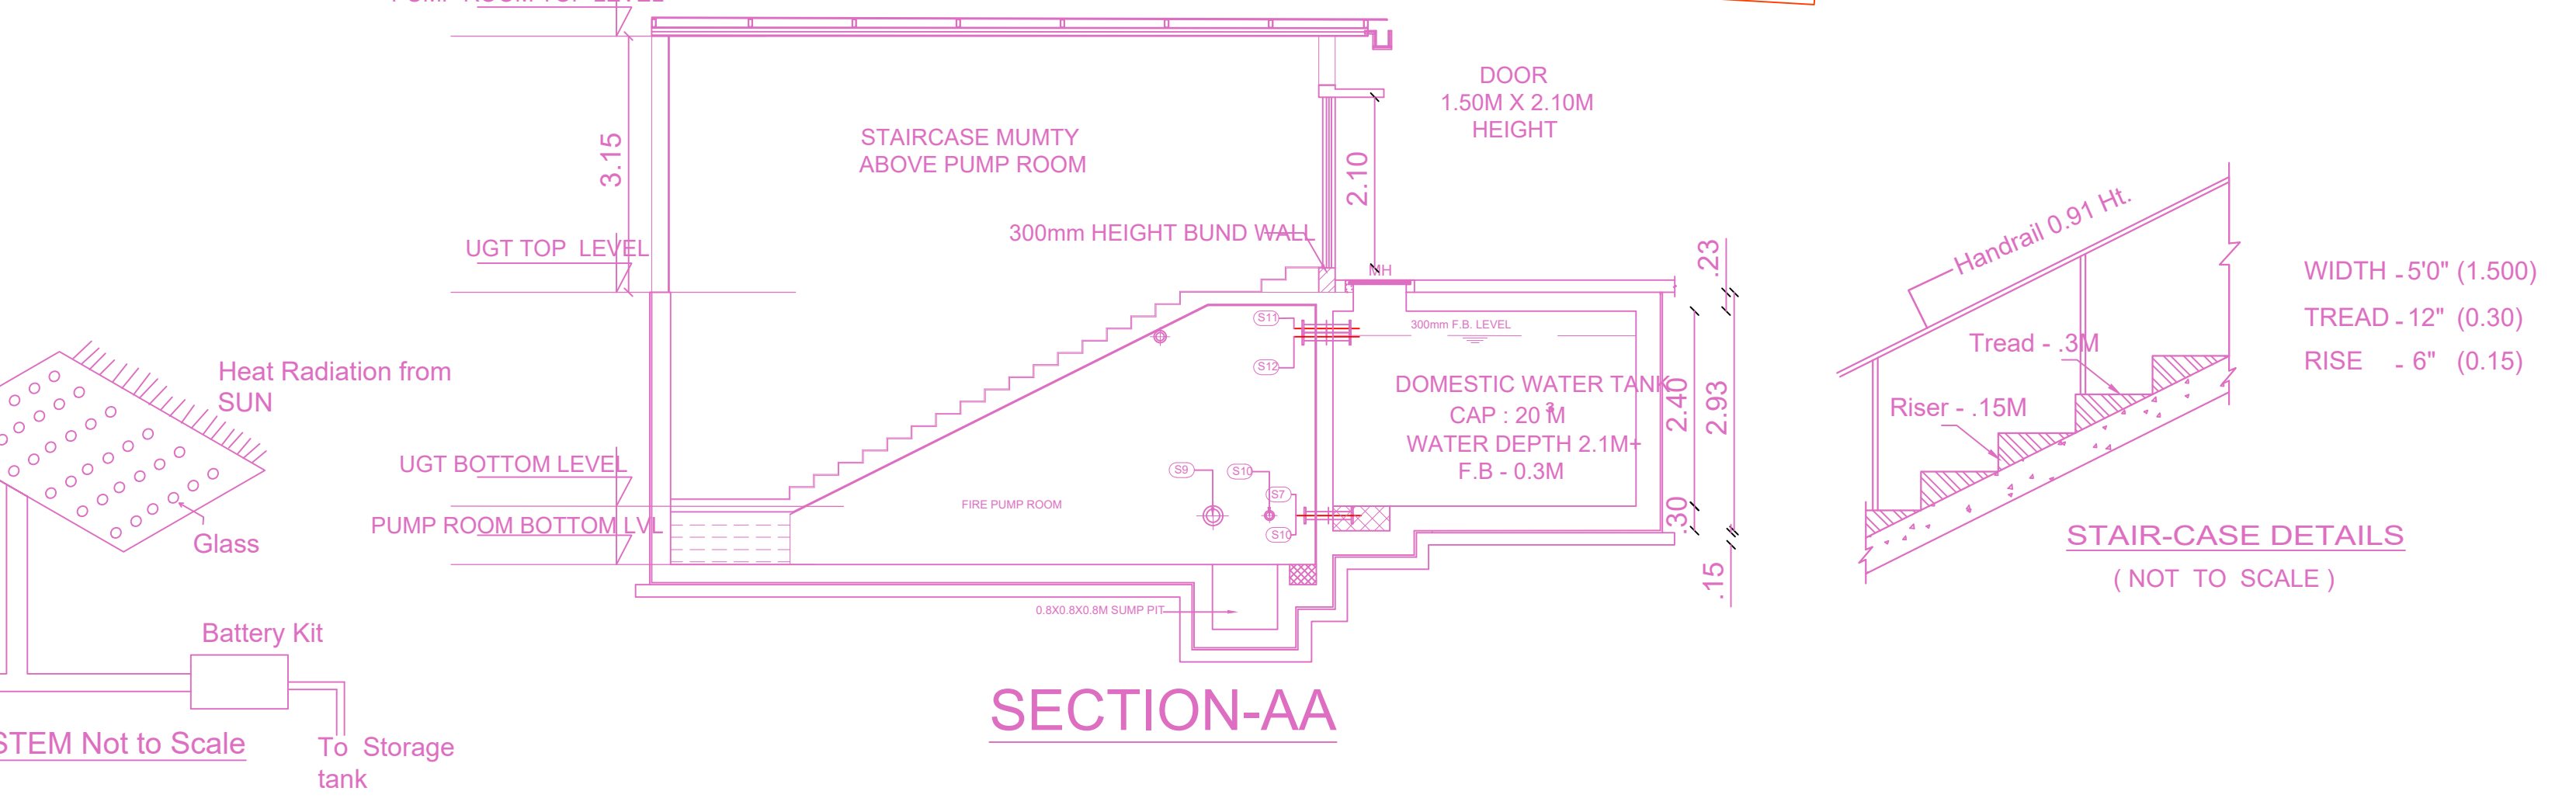 PUMP ROOM TOP LEVEL
3.15
STAIRCASE MUMTY
ABOVE PUMP ROOM
DOOR
1.50M X 2.10M
HEIGHT
2.10
300mm HEIGHT BUND WALL
UGT TOP LEVEL
MH
.23
S11
300mm F.B. LEVEL
S12
DOMESTIC WATER TANK
CAP : 20 M³
WATER DEPTH 2.1M+
F.B - 0.3M
2.40
2.93
UGT BOTTOM LEVEL
S9
S10
S7
FIRE PUMP ROOM
PUMP ROOM BOTTOM LVL
S10
.30
.15
0.8X0.8X0.8M SUMP PIT
SECTION-AA
Heat Radiation from
SUN
Glass
Battery Kit
STEM Not to Scale
To Storage
tank
Handrail 0.91 Ht.
Tread - .3M
Riser - .15M
WIDTH - 5'0" (1.500)
TREAD - 12" (0.30)
RISE - 6" (0.15)
STAIR-CASE DETAILS
( NOT TO SCALE )